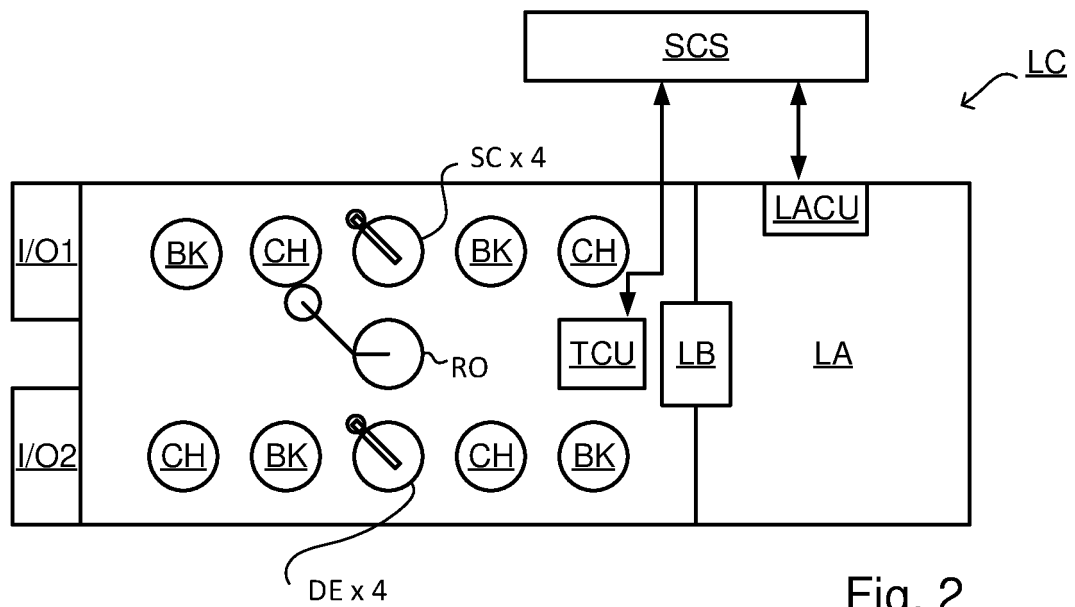 SCS
LC
SC x 4
LACU
I/O1
BK
CH
BK
CH
RO
TCU
LB
LA
I/O2
CH
BK
CH
BK
DE x 4
Fig. 2